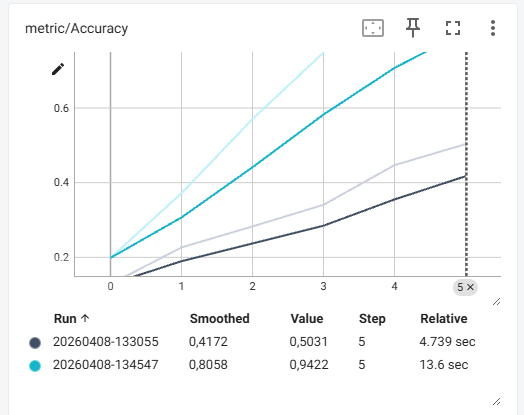 metric/Accuracy
0.6
0.4
0.2
0 1 2 3 4 5
Run Smoothed Value Step Relative
20260408-133055 0,4172 0,5031 5 4.739 sec
20260408-134547 0,8058 0,9422 5 13.6 sec